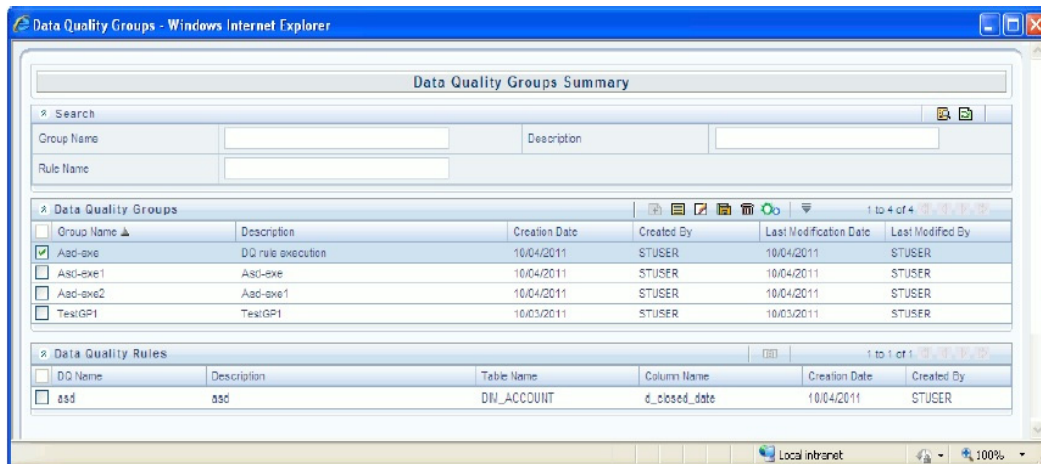 Data Quality Groups - Windows Internet Explorer
Data Quality Groups Summary
Search
Group Name Description
Rule Name
Data Quality Groups 1 to 4 of 4
Group Name Description Creation Date Created By Last Modification Date Last Modified By
Asd-exe DQ rule execution 10/04/2011 STUSER 10/04/2011 STUSER
Asd-exe1 Asd-exe 10/04/2011 STUSER 10/04/2011 STUSER
Asd-exe2 Asd-exe1 10/04/2011 STUSER 10/04/2011 STUSER
TestGP1 TestGP1 10/03/2011 STUSER 10/03/2011 STUSER
Data Quality Rules 1 to 1 of 1
DQ Name Description Table Name Column Name Creation Date Created By
asd asd DIM_ACCOUNT d_closed_date 10/04/2011 STUSER
Local intranet 100%